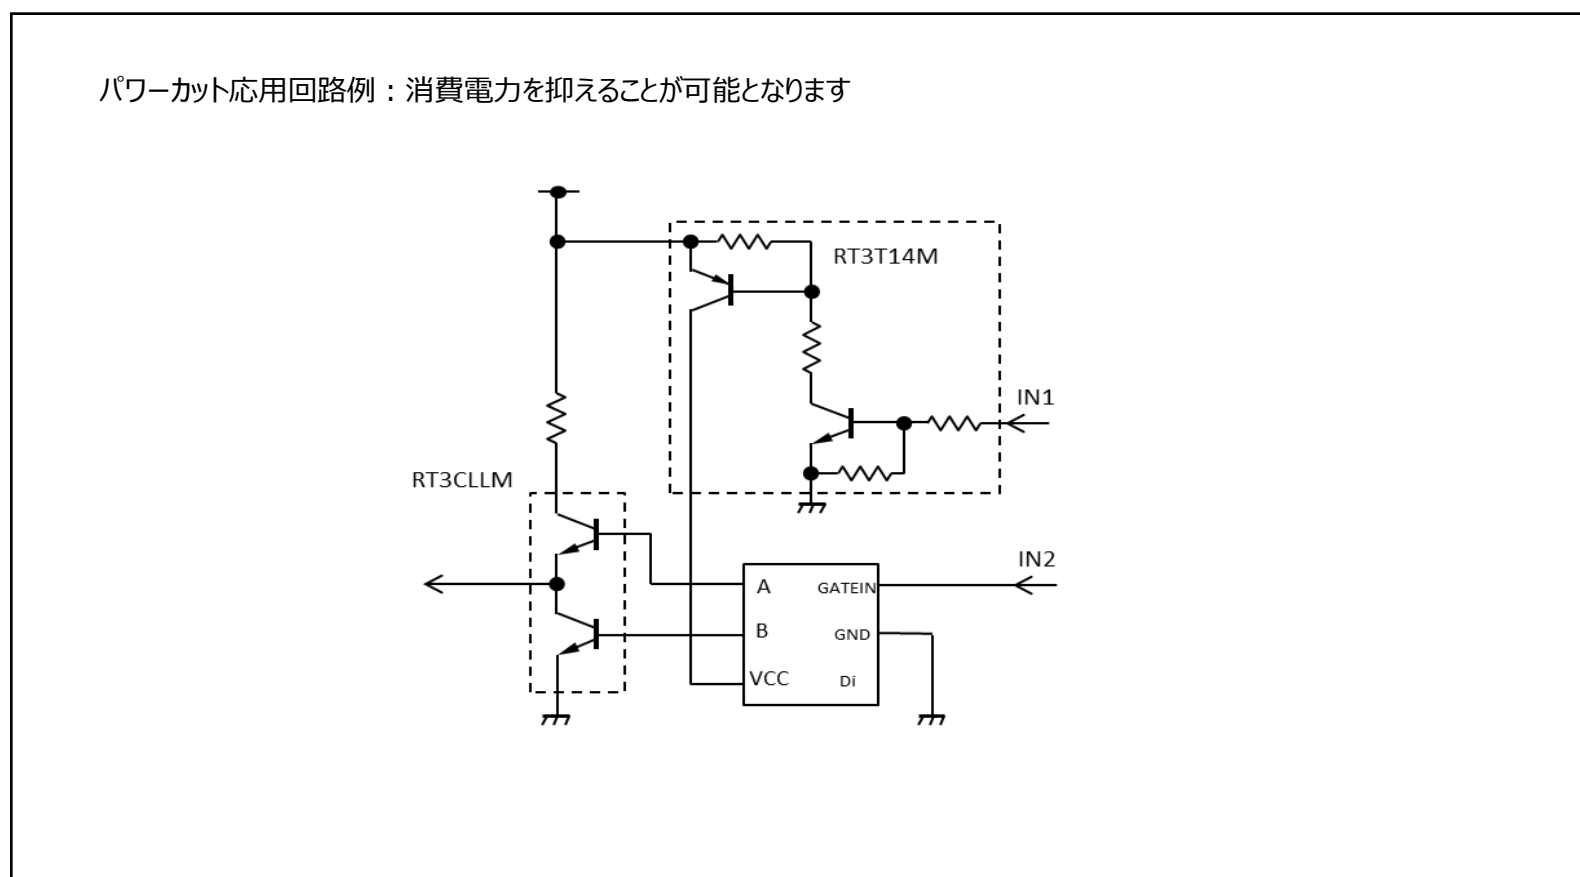 パワーカット応用回路例：消費電力を抑えることが可能となります
RT3T14M
IN1
RT3CLLM
IN2
A
GATEIN
B
GND
VCC
Di